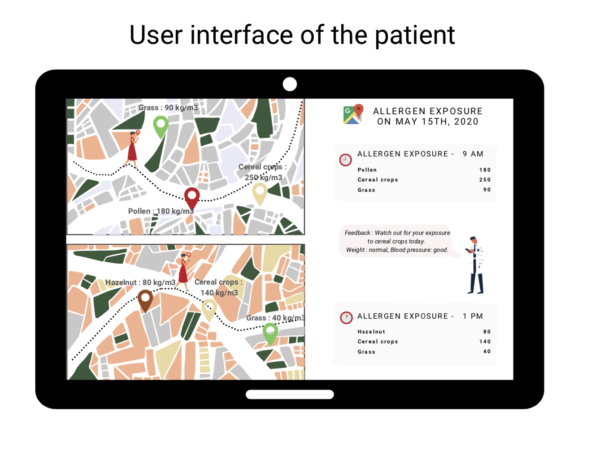 User interface of the patient
Grass : 90 kg/m3
Cereal crops :
250 kg/m3
Pollen : 180 kg/m3
Hazelnut : 80 kg/m3
Cereal crops :
140 kg/m3
Grass : 40 kg/m3
G
ALLERGEN EXPOSURE
ON MAY 15TH, 2020
ALLERGEN EXPOSURE - 9 AM
Pollen 180
Cereal crops 250
Grass 90
Feedback : Watch out for your exposure
to cereal crops today.
Weight : normal, Blood pressure: good.
ALLERGEN EXPOSURE - 1 PM
Hazelnut 80
Cereal crops 140
Grass 40